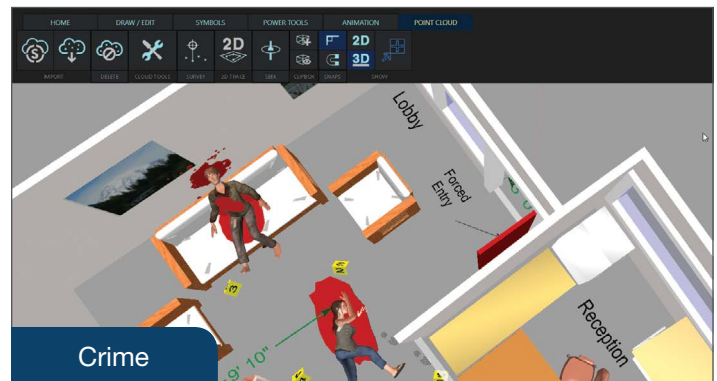 HOME DRAW / EDIT SYMBOLS POWER TOOLS ANIMATION POINT CLOUD
2D 2D
3D
IMPORT DELETE CLOUD TOOLS SURVEY 2D TRACE SEEK CLIPBOX SNAPS SHOW
Lobby
Forced
Entry
Reception
3
9' 10"
Crime